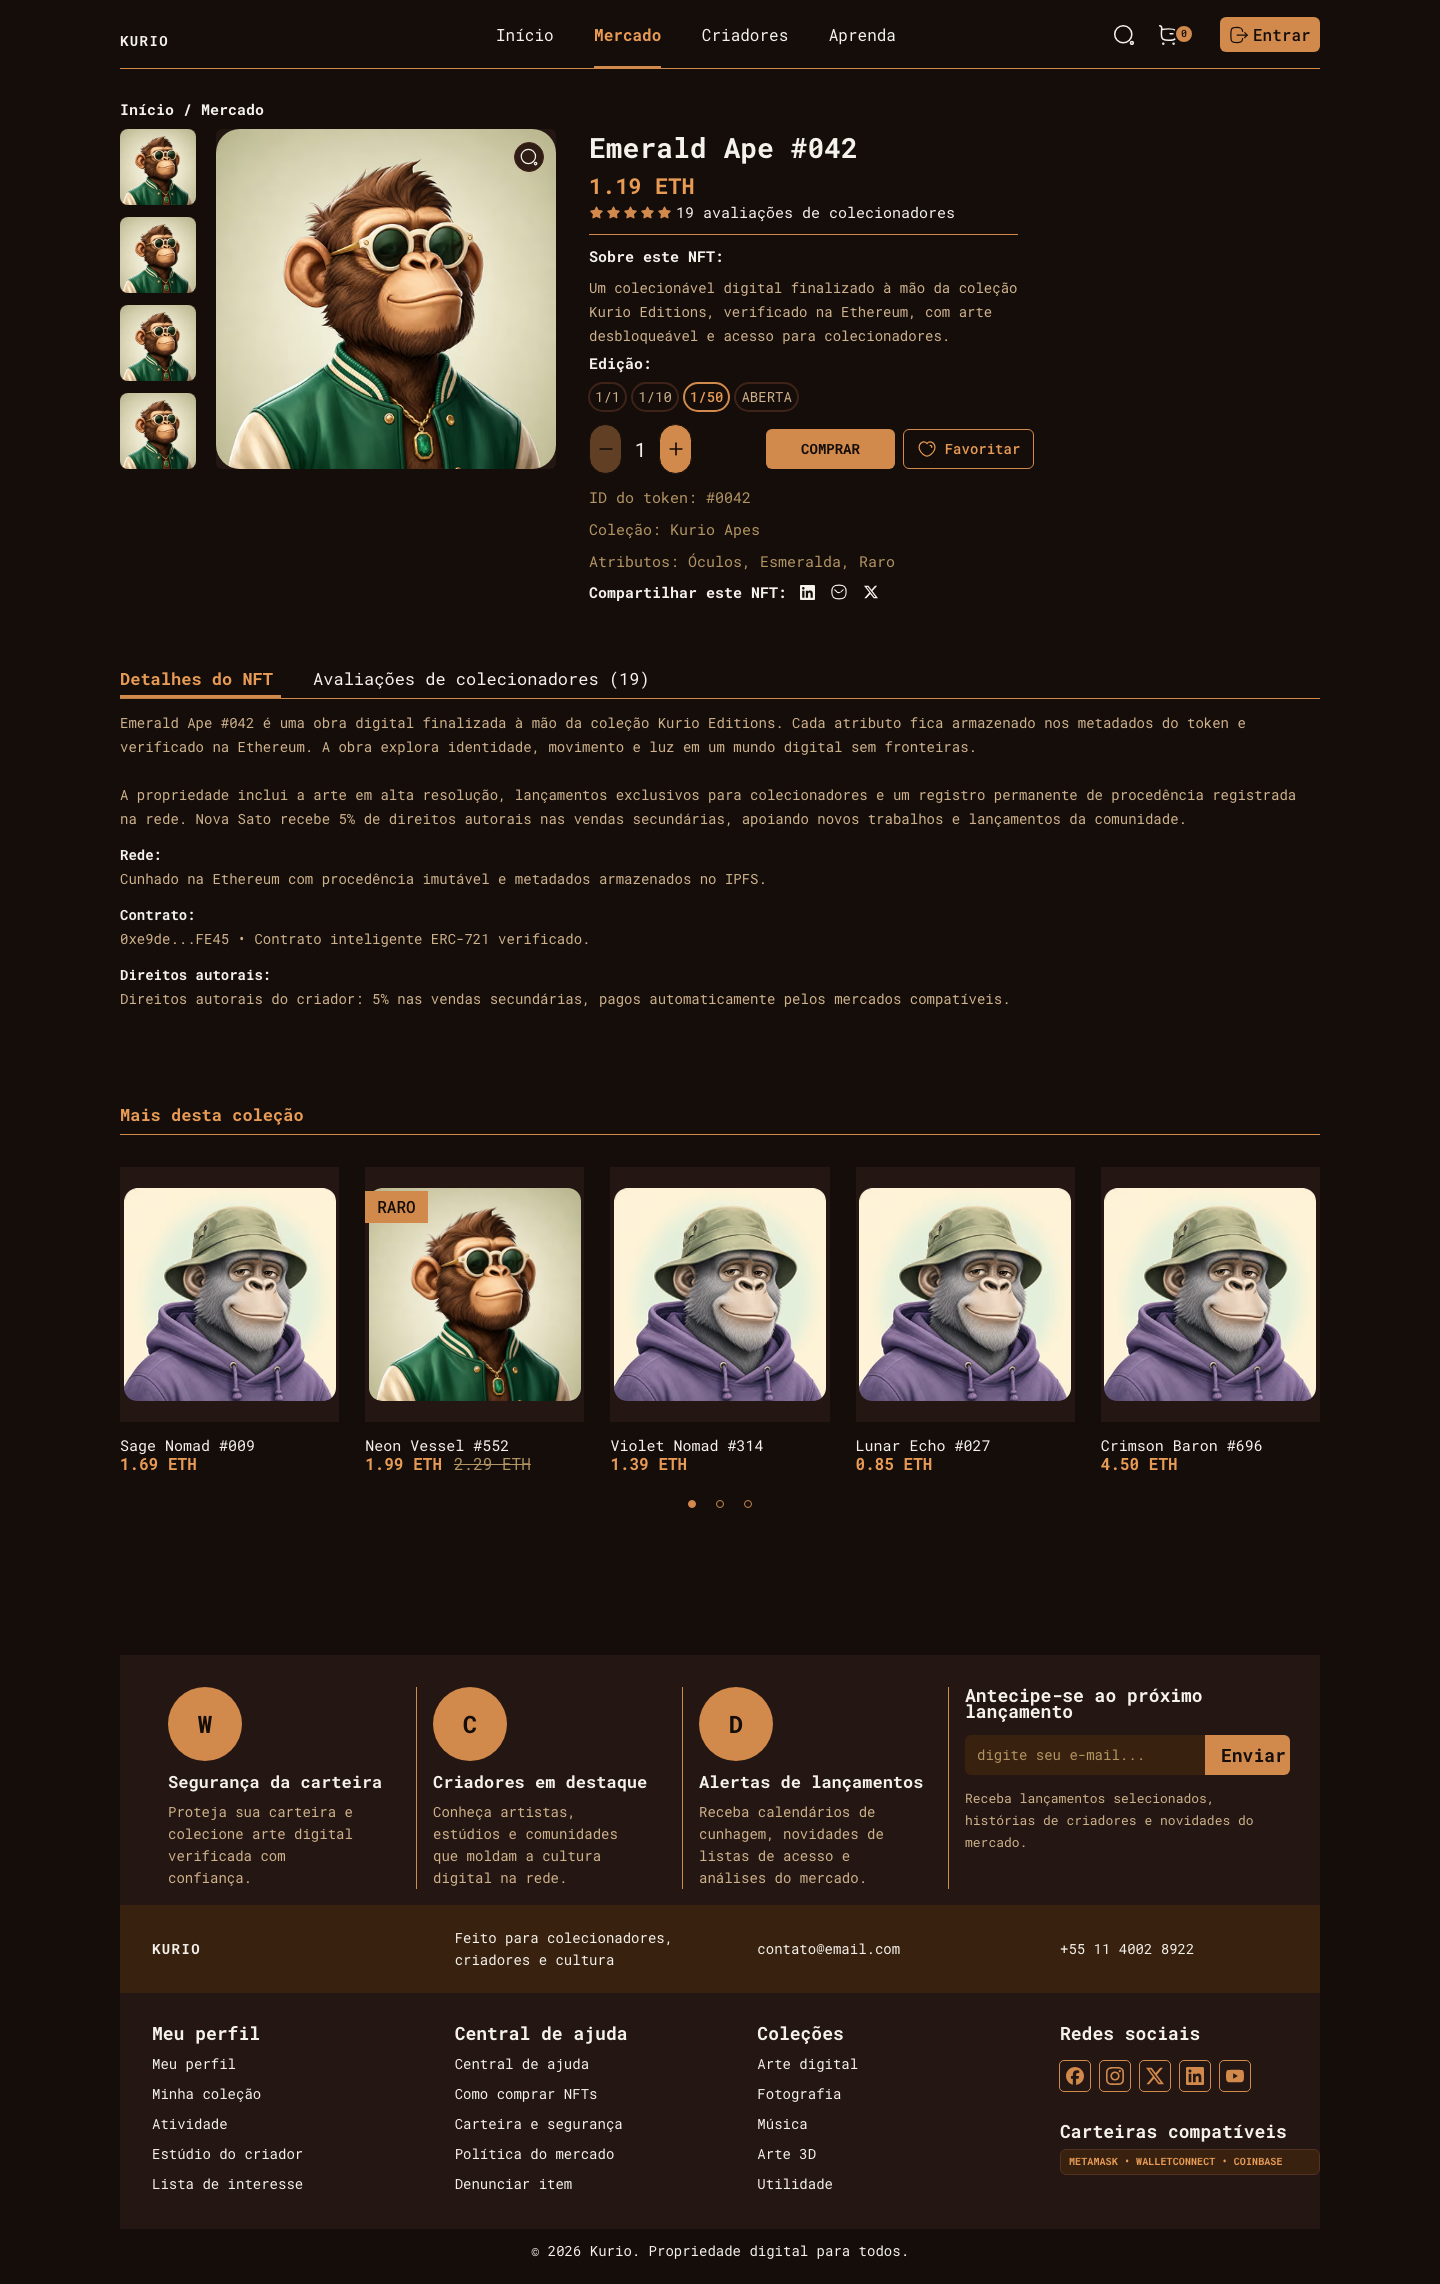 KURIO
Início
Mercado
Criadores
Aprenda
0
Entrar
Início / Mercado
Emerald Ape #042
1.19 ETH
19 avaliações de colecionadores
Sobre este NFT:
Um colecionável digital finalizado à mão da coleção
Kurio Editions, verificado na Ethereum, com arte
desbloqueável e acesso para colecionadores.
Edição:
1/1
1/10
1/50
ABERTA
1
COMPRAR
Favoritar
ID do token: #0042
Coleção: Kurio Apes
Atributos: Óculos, Esmeralda, Raro
Compartilhar este NFT:
Detalhes do NFT
Avaliações de colecionadores (19)
Emerald Ape #042 é uma obra digital finalizada à mão da coleção Kurio Editions. Cada atributo fica armazenado nos metadados do token e
verificado na Ethereum. A obra explora identidade, movimento e luz em um mundo digital sem fronteiras.
A propriedade inclui a arte em alta resolução, lançamentos exclusivos para colecionadores e um registro permanente de procedência registrada
na rede. Nova Sato recebe 5% de direitos autorais nas vendas secundárias, apoiando novos trabalhos e lançamentos da comunidade.
Rede:
Cunhado na Ethereum com procedência imutável e metadados armazenados no IPFS.
Contrato:
0xe9de...FE45 • Contrato inteligente ERC-721 verificado.
Direitos autorais:
Direitos autorais do criador: 5% nas vendas secundárias, pagos automaticamente pelos mercados compatíveis.
Mais desta coleção
RARO
Sage Nomad #009
1.69 ETH
Neon Vessel #552
1.99 ETH 2.29 ETH
Violet Nomad #314
1.39 ETH
Lunar Echo #027
0.85 ETH
Crimson Baron #696
4.50 ETH
W
Segurança da carteira
Proteja sua carteira e
colecione arte digital
verificada com
confiança.
C
Criadores em destaque
Conheça artistas,
estúdios e comunidades
que moldam a cultura
digital na rede.
D
Alertas de lançamentos
Receba calendários de
cunhagem, novidades de
listas de acesso e
análises do mercado.
Antecipe-se ao próximo
lançamento
digite seu e-mail...
Enviar
Receba lançamentos selecionados,
histórias de criadores e novidades do
mercado.
KURIO
Feito para colecionadores,
criadores e cultura
contato@email.com
+55 11 4002 8922
Meu perfil
Meu perfil
Minha coleção
Atividade
Estúdio do criador
Lista de interesse
Central de ajuda
Central de ajuda
Como comprar NFTs
Carteira e segurança
Política do mercado
Denunciar item
Coleções
Arte digital
Fotografia
Música
Arte 3D
Utilidade
Redes sociais
Carteiras compatíveis
METAMASK • WALLETCONNECT • COINBASE
© 2026 Kurio. Propriedade digital para todos.